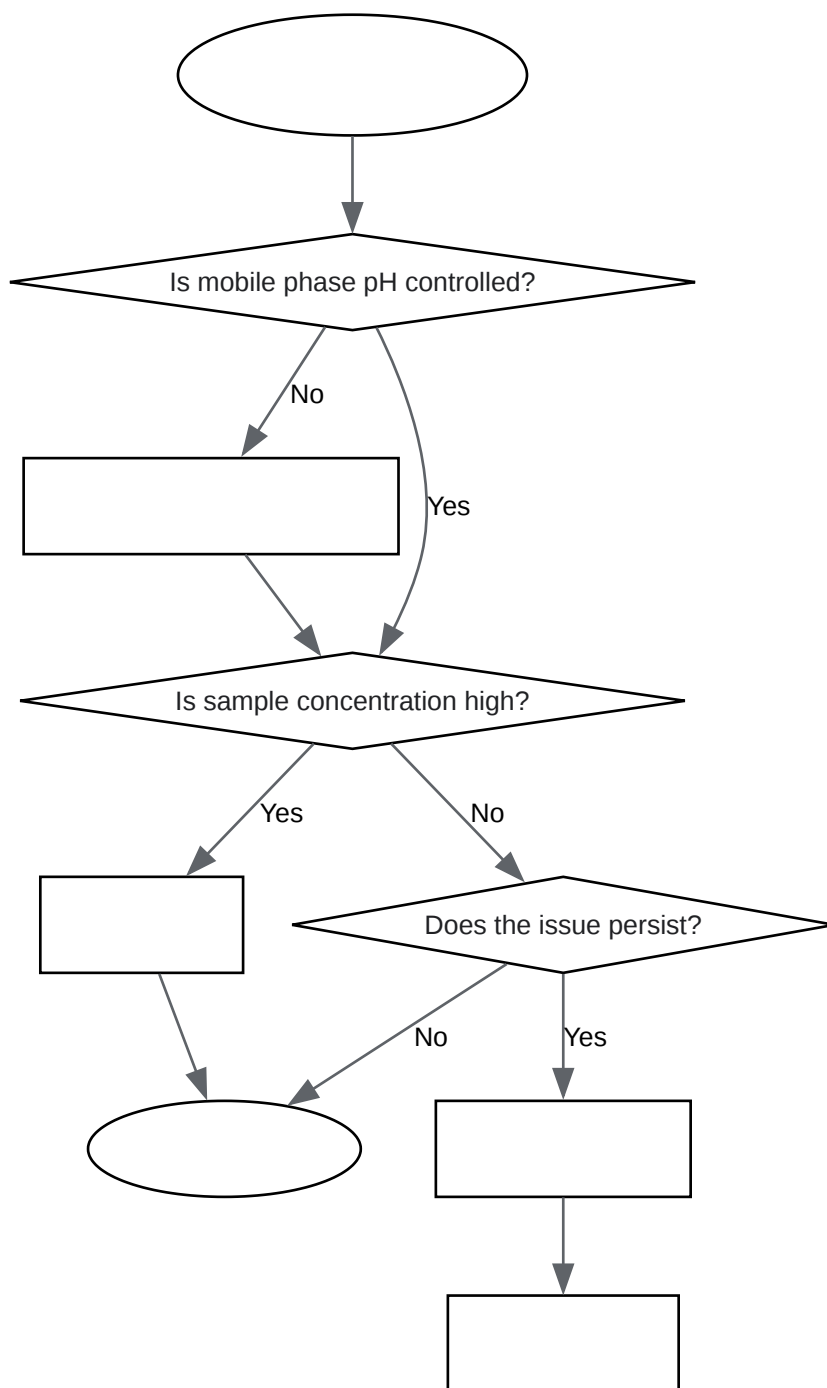 Is mobile phase pH controlled?
No
Yes
Is sample concentration high?
Yes
No
Does the issue persist?
No
Yes